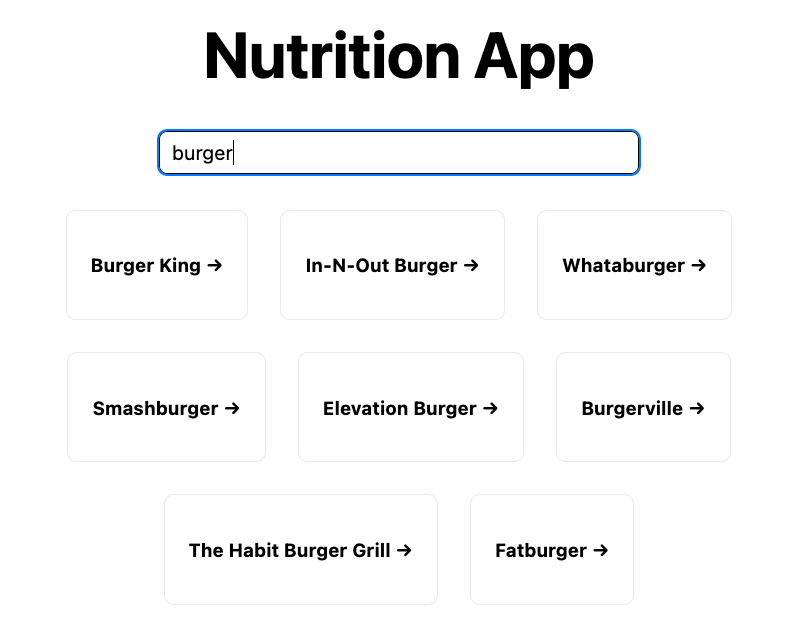 Nutrition App
burger
Burger King →
In-N-Out Burger →
Whataburger →
Smashburger →
Elevation Burger →
Burgerville →
The Habit Burger Grill →
Fatburger →